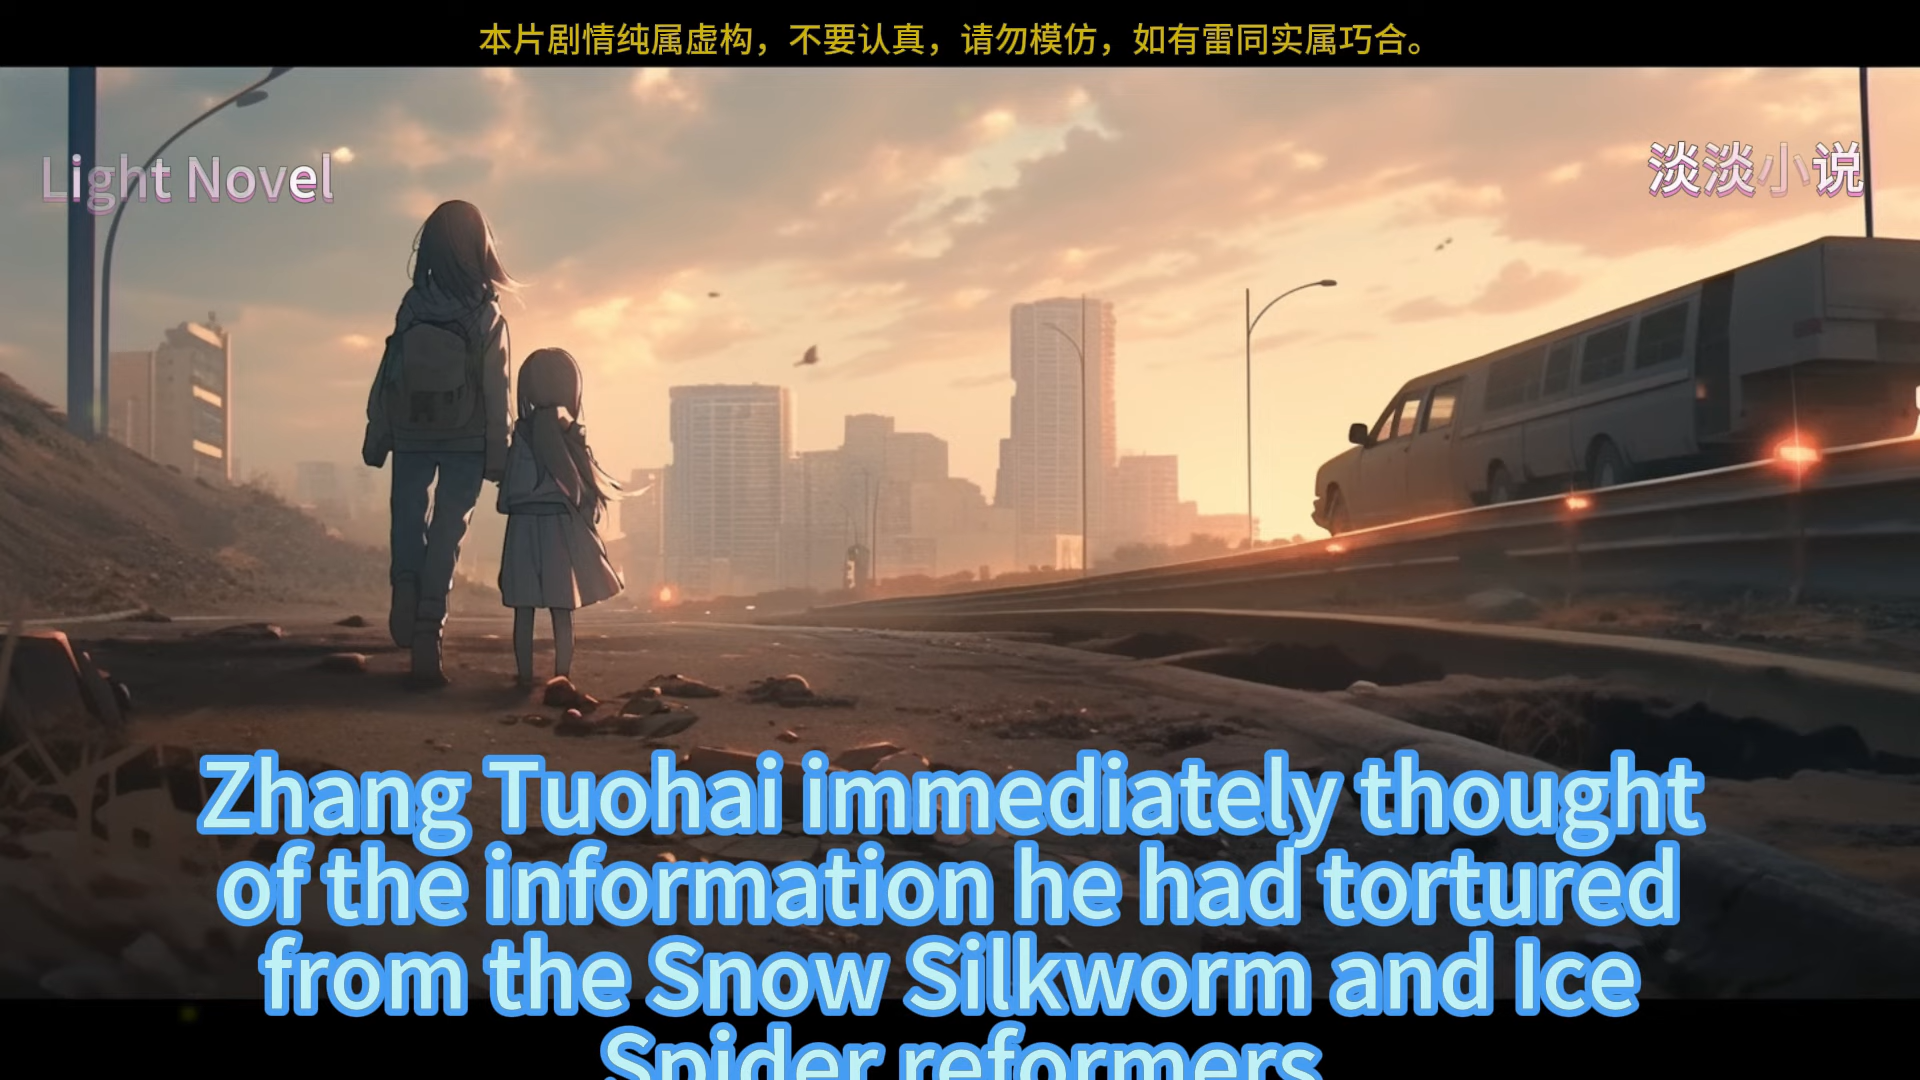 本片剧情纯属虚构，不要认真，请勿模仿，如有雷同实属巧合。
Light Novel
淡淡小说
Zhang Tuohai immediately thought
of the information he had tortured
from the Snow Silkworm and Ice
Spider reformers